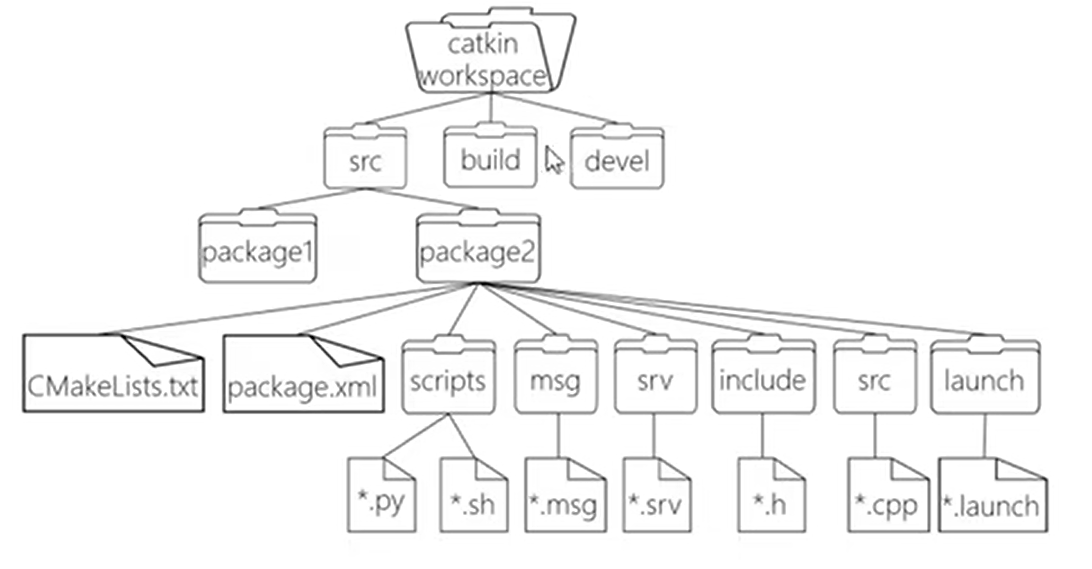 catkin
workspace
src
build
devel
package1
package2
CMakeLists.txt
package.xml
scripts
msg
srv
include
src
launch
*.py
*.sh
*.msg
*.srv
*.h
*.cpp
*.launch